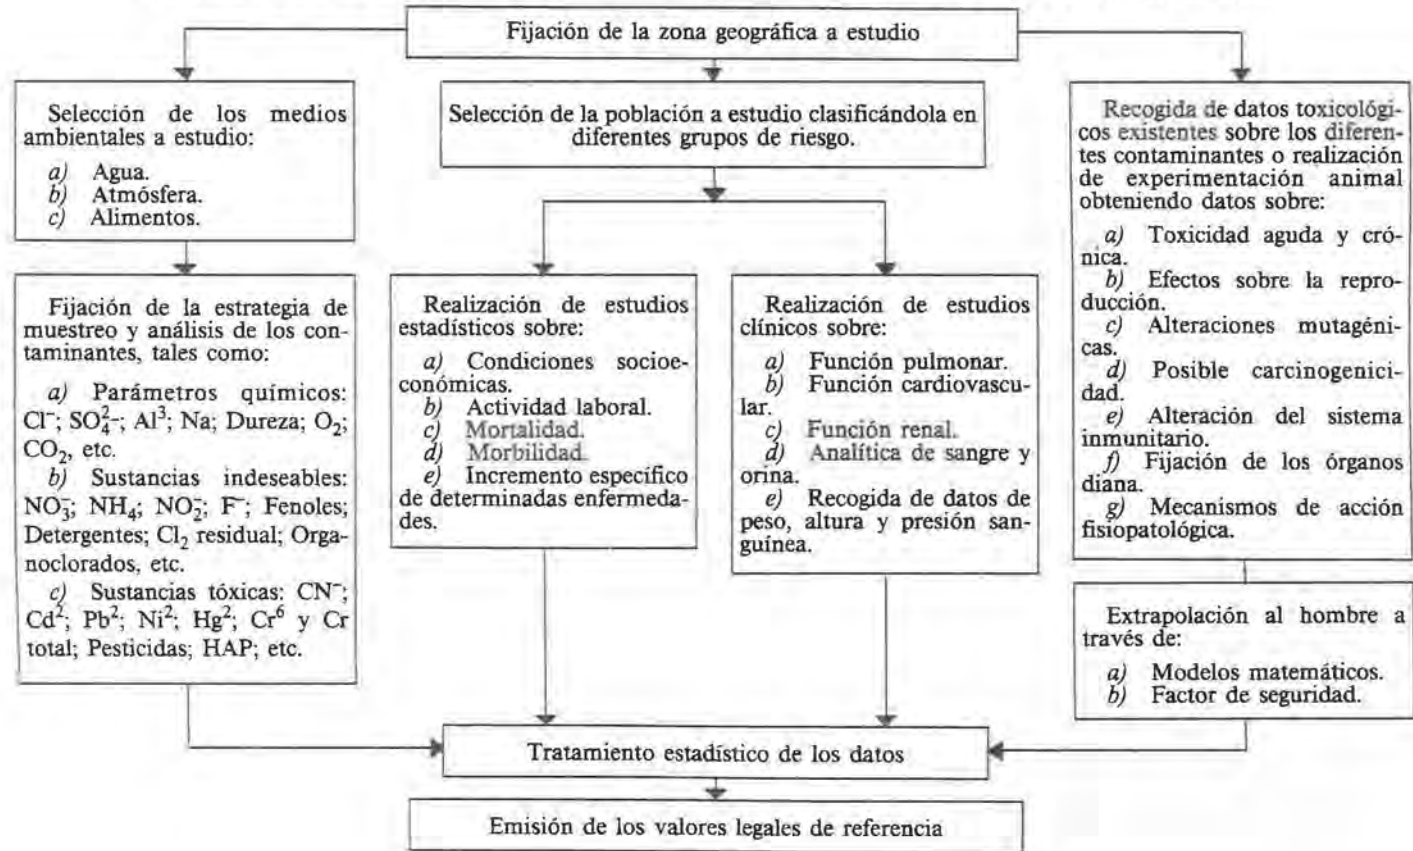 Fijación de la zona geográfica a estudio
Selección de los medios
ambientales a estudio:
a) Agua.
b) Atmósfera.
c) Alimentos.
Selección de la población a estudio clasificándola en
diferentes grupos de riesgo.
Recogida de datos toxicológi-
cos existentes sobre los diferen-
tes contaminantes o realización
de experimentación animal
obteniendo datos sobre:
a) Toxicidad aguda y cró-
nica.
b) Efectos sobre la repro-
ducción.
c) Alteraciones mutagéni-
cas.
d) Posible carcinogenici-
dad.
e) Alteración del sistema
inmunitario.
f) Fijación de los órganos
diana.
g) Mecanismos de acción
fisiopatológica.
Fijación de la estrategia de
muestreo y análisis de los con-
taminantes, tales como:
a) Parámetros químicos:
Cl⁻; SO₄²⁻; Al³; Na; Dureza; O₂;
CO₂, etc.
b) Sustancias indeseables:
NO₃⁻; NH₄; NO₂⁻; F⁻; Fenoles;
Detergentes; Cl₂ residual; Orga-
noclorados, etc.
c) Sustancias tóxicas: CN⁻;
Cd²; Pb²; Ni²; Hg²; Cr⁶ y Cr
total; Pesticidas; HAP; etc.
Realización de estudios
estadísticos sobre:
a) Condiciones socioe-
conómicas.
b) Actividad laboral.
c) Mortalidad.
d) Morbilidad.
e) Incremento específico
de determinadas enfermeda-
des.
Realización de estudios
clínicos sobre:
a) Función pulmonar.
b) Función cardiovascu-
lar.
c) Función renal.
d) Analítica de sangre y
orina.
e) Recogida de datos de
peso, altura y presión san-
guínea.
Extrapolación al hombre a
través de:
a) Modelos matemáticos.
b) Factor de seguridad.
Tratamiento estadístico de los datos
Emisión de los valores legales de referencia